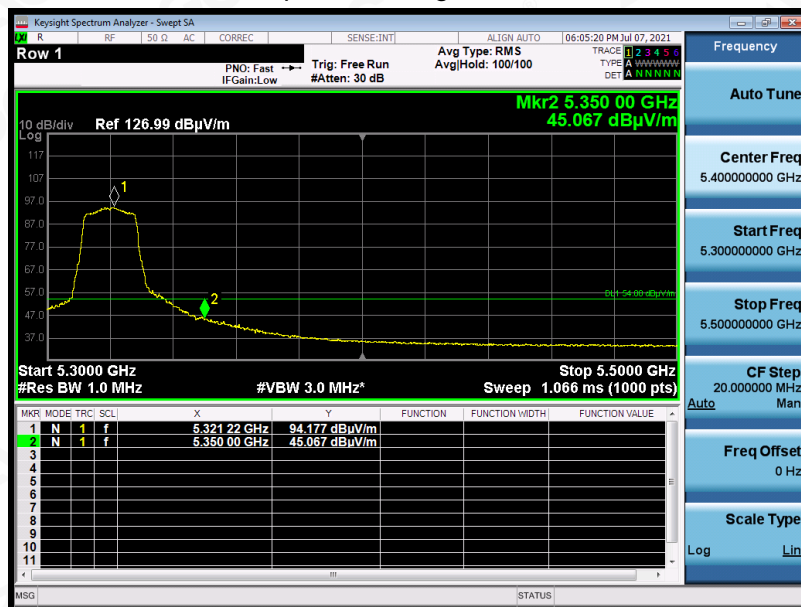 Keysight Spectrum Analyzer - Swept SA
LXI R RF 50 Ω AC CORREC SENSE:INT ALIGN AUTO 06:05:20 PM Jul 07, 2021
Row 1
PNO: Fast
IFGain:Low
Trig: Free Run
#Atten: 30 dB
Avg Type: RMS
Avg|Hold: 100/100
TRACE 1 2 3 4 5 6
TYPE A WWWWW
DET A N N N N N
Mkr2 5.350 00 GHz
45.067 dBµV/m
10 dB/div Ref 126.99 dBµV/m
Log
117
107
97.0
87.0
77.0
67.0
57.0
47.0
37.0
1
2
DL1 54.00 dBµV/m
Start 5.3000 GHz Stop 5.5000 GHz
#Res BW 1.0 MHz #VBW 3.0 MHz* Sweep 1.066 ms (1000 pts)
MKR MODE TRC SCL X Y FUNCTION FUNCTION WIDTH FUNCTION VALUE
1 N 1 f 5.321 22 GHz 94.177 dBµV/m
2 N 1 f 5.350 00 GHz 45.067 dBµV/m
3
4
5
6
7
8
9
10
11
MSG STATUS
Frequency
Auto Tune
Center Freq
5.400000000 GHz
Start Freq
5.300000000 GHz
Stop Freq
5.500000000 GHz
CF Step
20.000000 MHz
Auto Man
Freq Offset
0 Hz
Scale Type
Log Lin